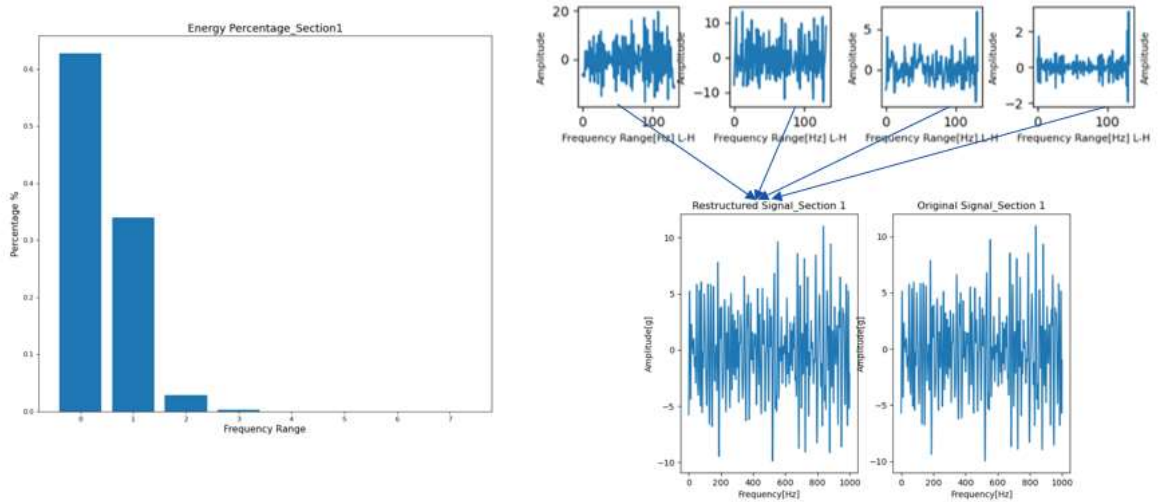 Energy Percentage_Section1
Percentage %
0.6
0.5
0.4
0.3
0.2
0.1
0.0
0 1 2 3 4 5 6 7
Frequency Range
Amplitude
20
0
0 100
Frequency Range[Hz] L-H
Amplitude
10
0
−10
0 100
Frequency Range[Hz] L-H
Amplitude
5
0
0 100
Frequency Range[Hz] L-H
Amplitude
2
0
−2
0 100
Frequency Range[Hz] L-H
Restructured Signal_Section 1
Amplitude[g]
10
5
0
−5
−10
0 200 400 600 800 1000
Frequency[Hz]
Original Signal_Section 1
Amplitude[g]
10
5
0
−5
−10
0 200 400 600 800 1000
Frequency[Hz]